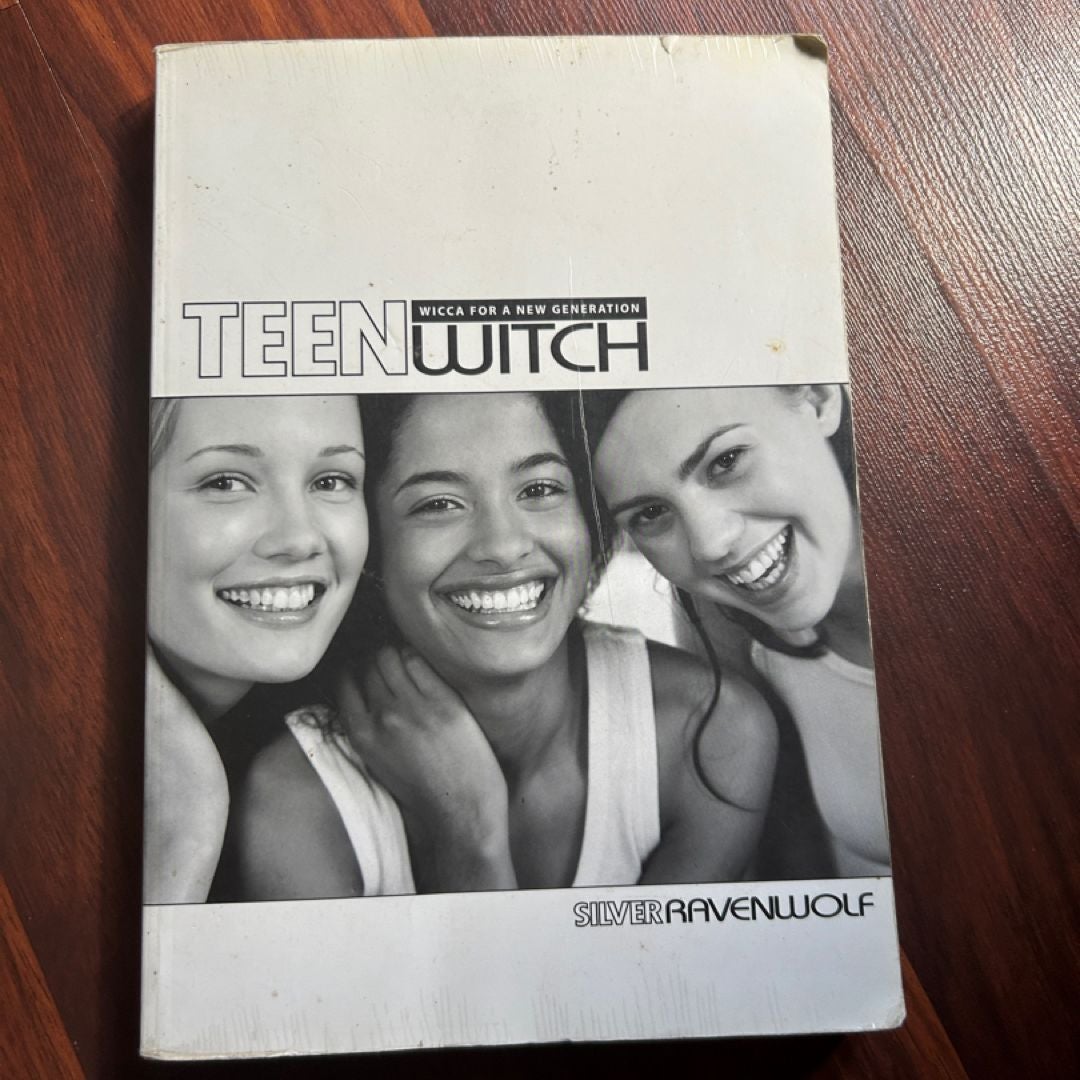 WICCA FOR A NEW GENERATION
TEENWITCH
SILVERRAVENWOLF